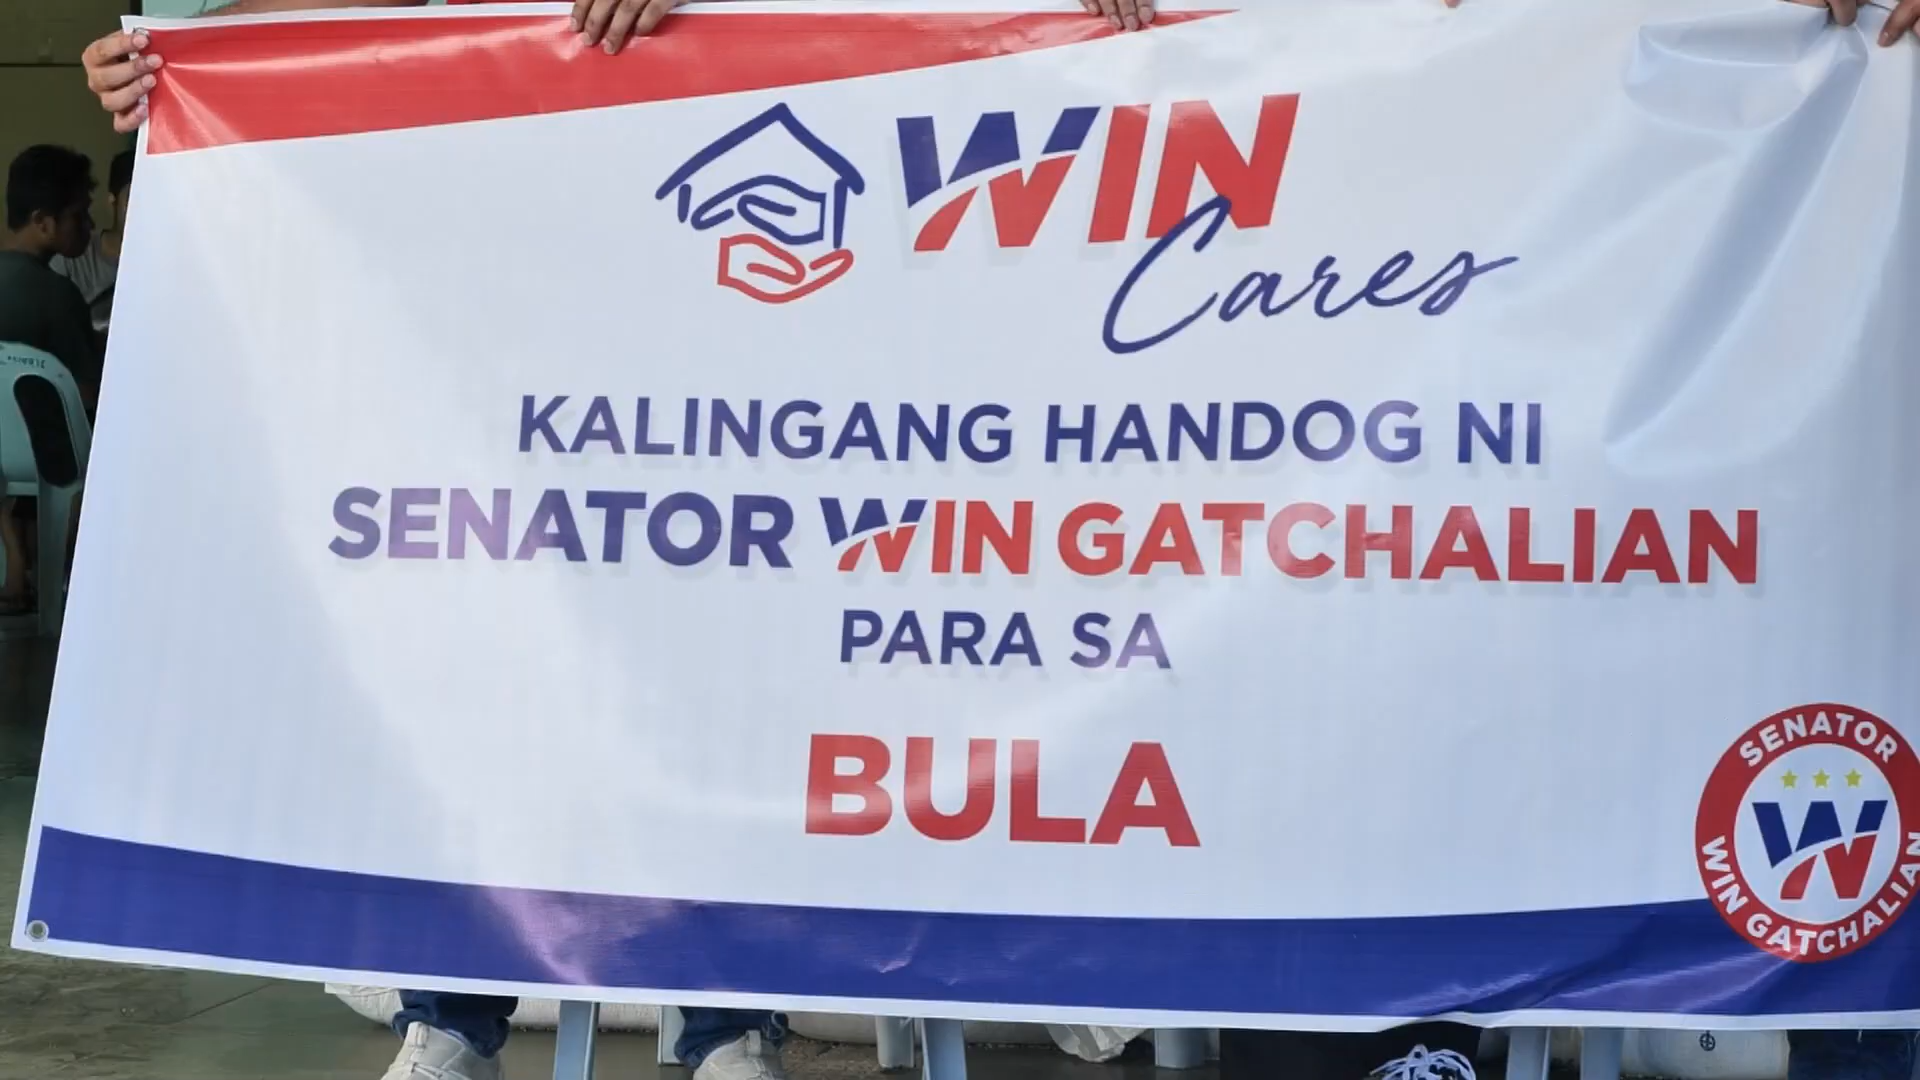 WIN
Cares
KALINGANG HANDOG NI
SENATOR WIN GATCHALIAN
PARA SA
BULA
SENATOR
W
WIN GATCHALIAN